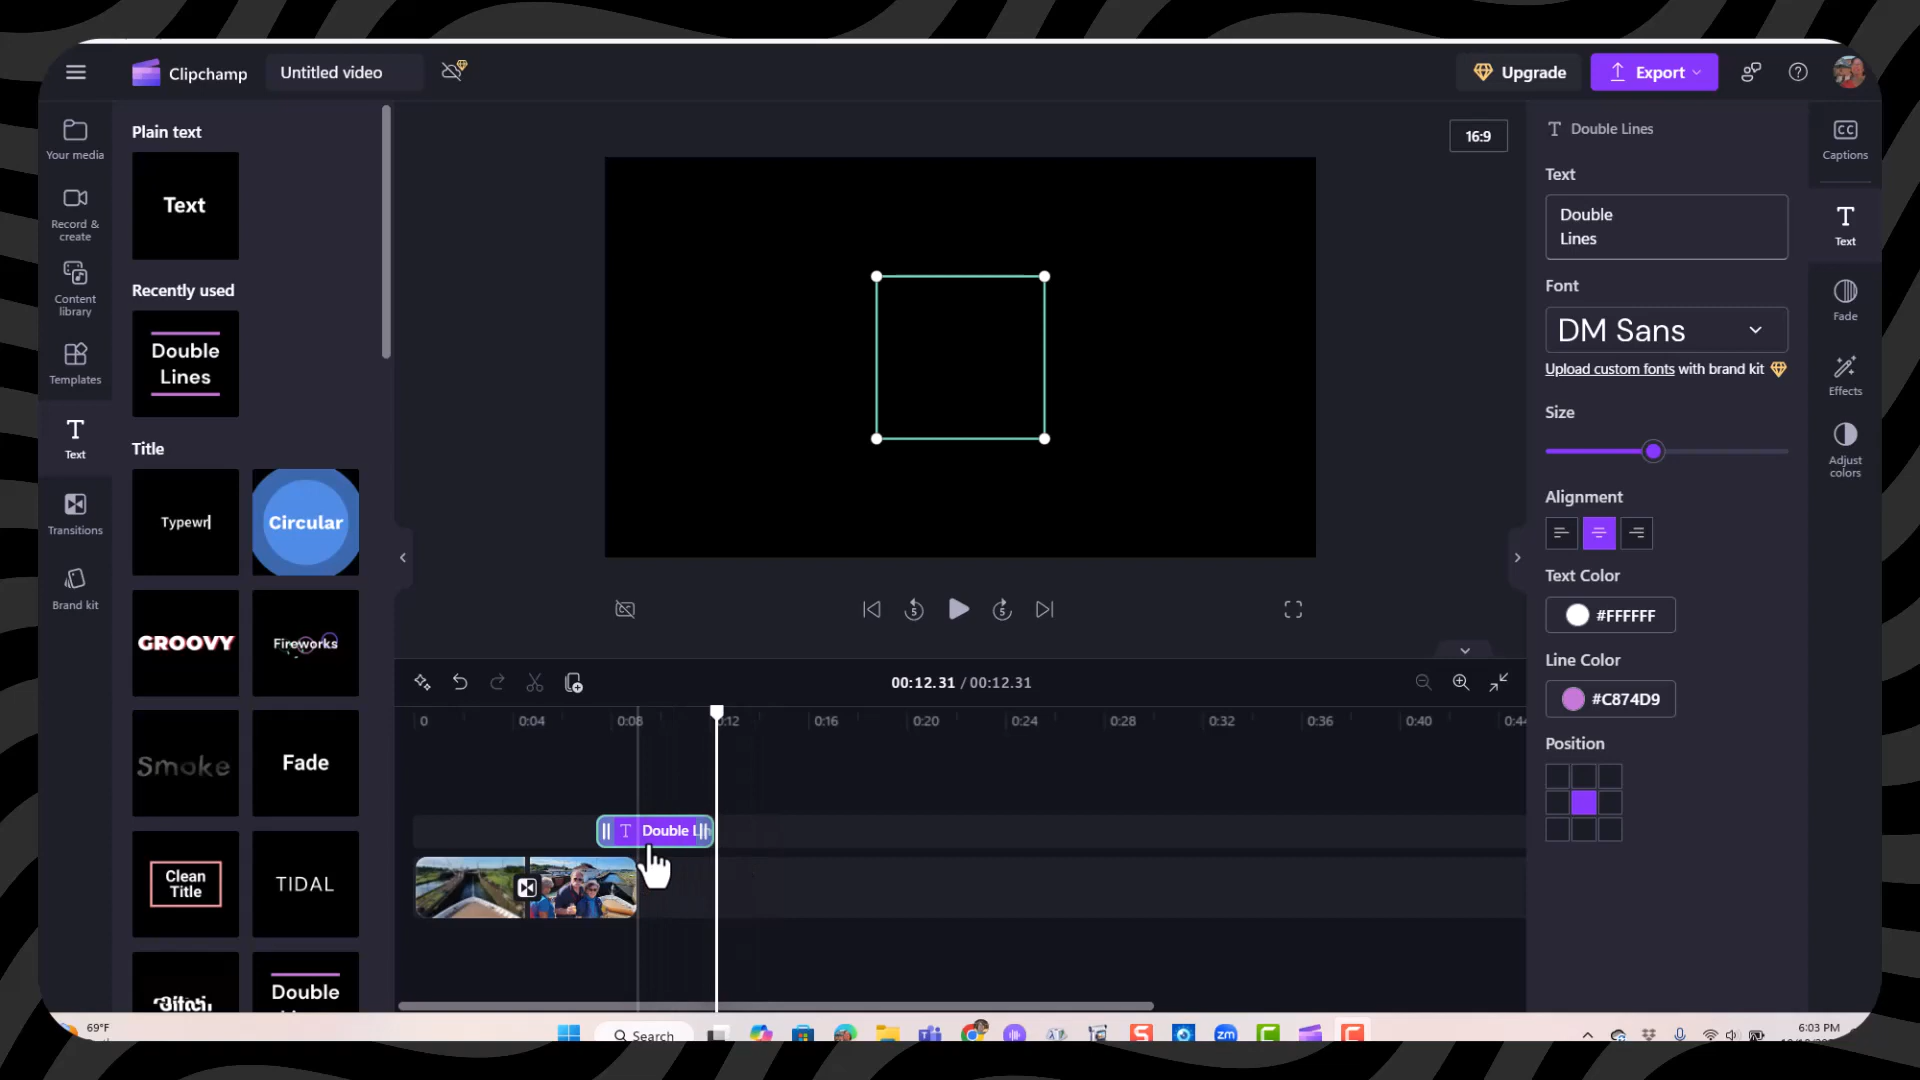 Clipchamp
Untitled video
Upgrade
Export
Your media
Record &
create
Content
library
Templates
Text
Transitions
Brand kit
Plain text
Text
Recently used
Double
Lines
Title
Typewr
Circular
GROOVY
Fireworks
Smoke
Fade
Clean
Title
TIDAL
Double
16:9
5
5
00:12.31 / 00:12.31
0
0:04
0:08
0:12
0:16
0:20
0:24
0:28
0:32
0:36
0:40
0:44
T Double L
T Double Lines
Text
Double
Lines
Font
DM Sans
Upload custom fonts with brand kit
Size
Alignment
Text Color
#FFFFFF
Line Color
#C874D9
Position
CC
Captions
Text
Fade
Effects
Adjust
colors
69°F
Search
zm
6:03 PM